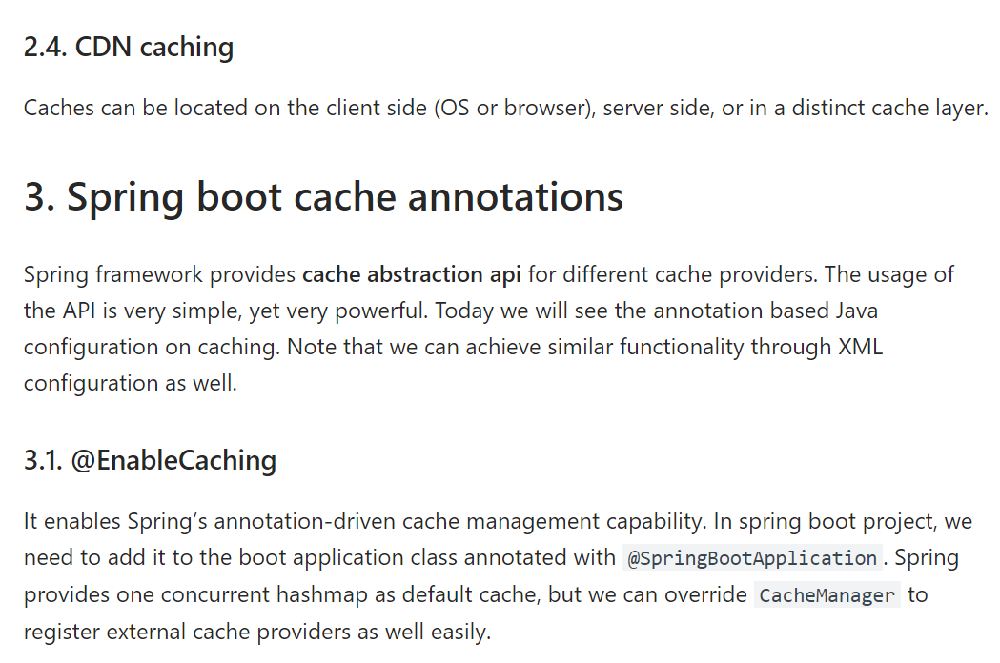 2.4. CDN caching
Caches can be located on the client side (OS or browser), server side, or in a distinct cache layer.
3. Spring boot cache annotations
Spring framework provides cache abstraction api for different cache providers. The usage of
the API is very simple, yet very powerful. Today we will see the annotation based Java
configuration on caching. Note that we can achieve similar functionality through XML
configuration as well.
3.1. @EnableCaching
It enables Spring’s annotation-driven cache management capability. In spring boot project, we
need to add it to the boot application class annotated with @SpringBootApplication. Spring
provides one concurrent hashmap as default cache, but we can override CacheManager to
register external cache providers as well easily.